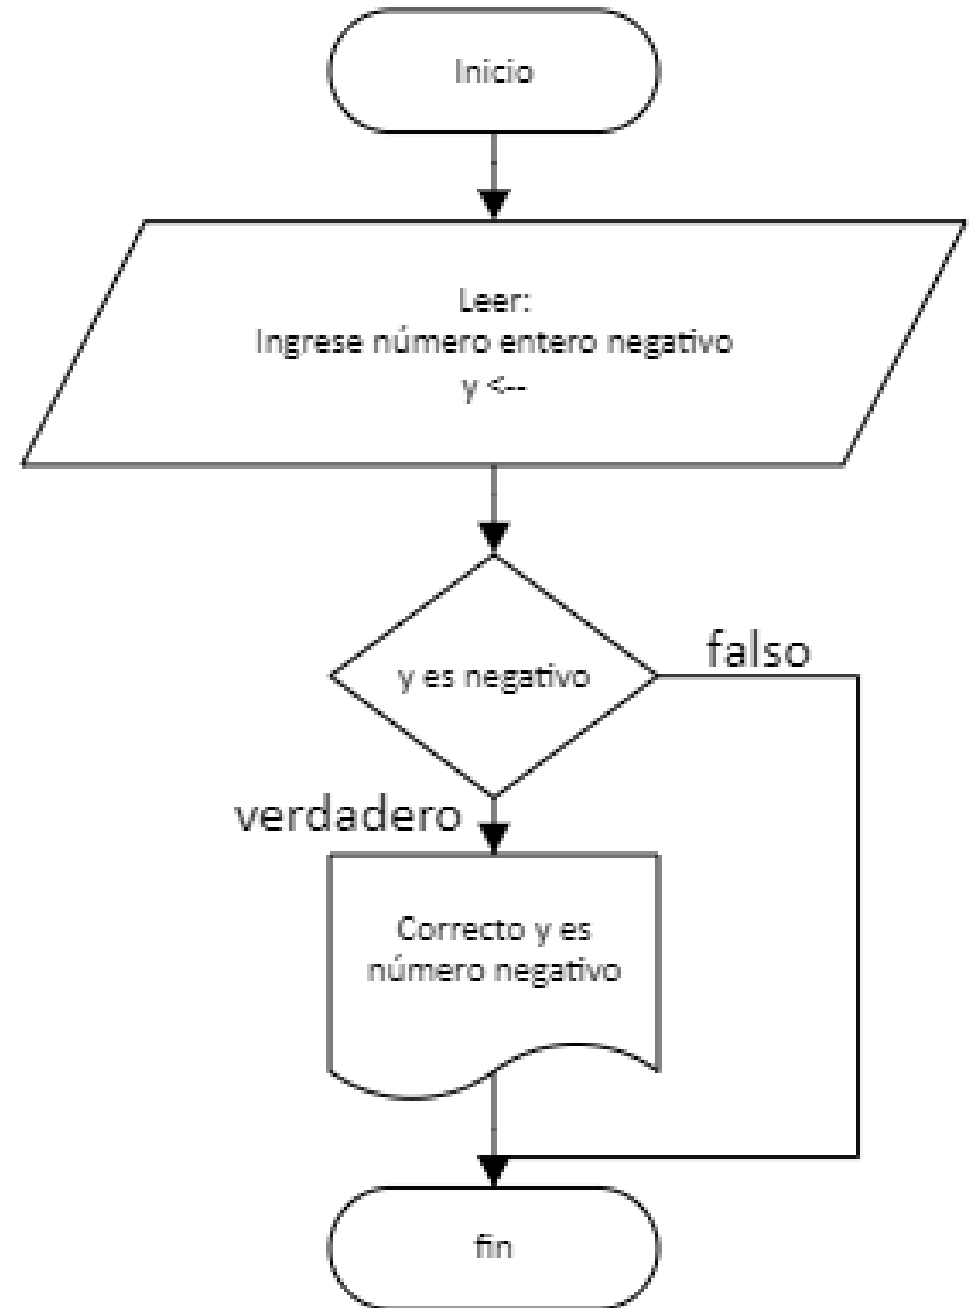 Inicio
Leer:
Ingrese número entero negativo
y <--
y es negativo
falso
verdadero
Correcto y es
número negativo
fin